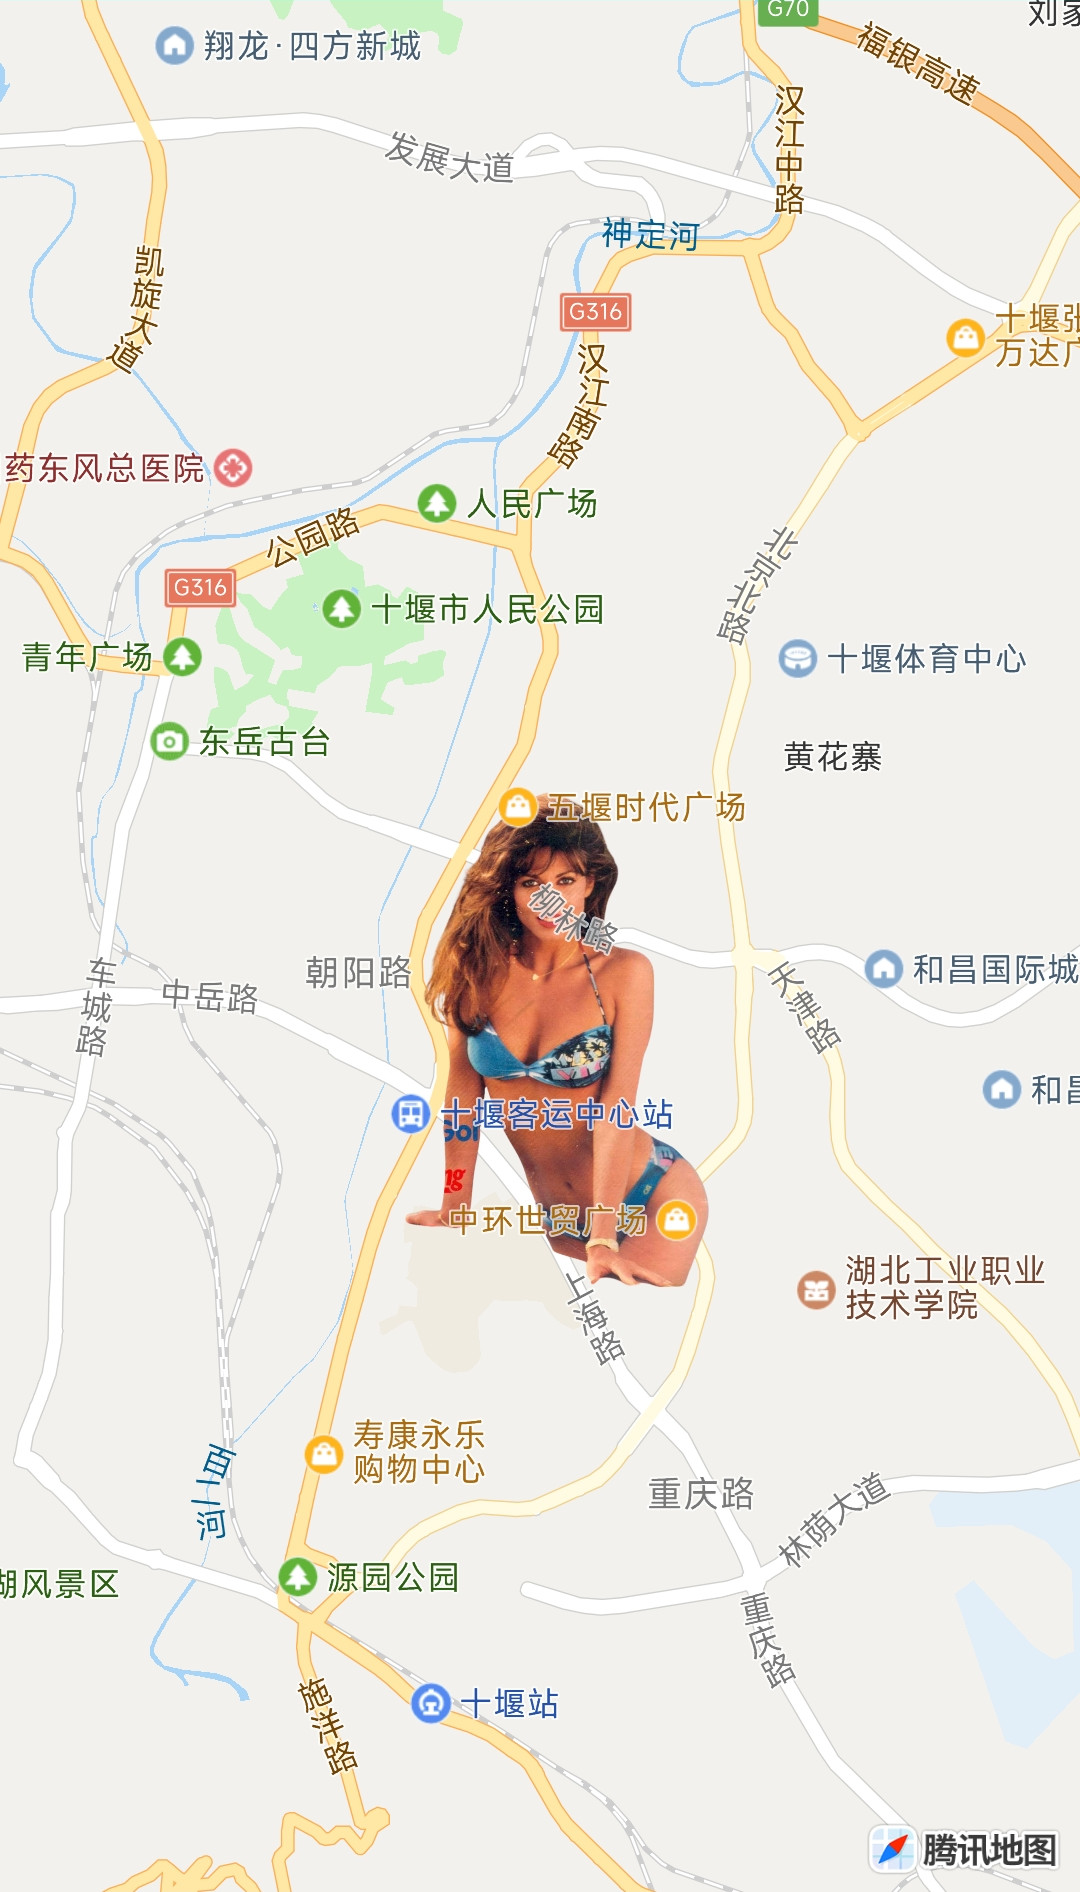 G70
刘家
翔龙·四方新城
福银高速
汉江中路
发展大道
神定河
凯旋大道
G316
十堰张
万达广
汉江南路
药东风总医院
人民广场
公园路
北京北路
G316
十堰市人民公园
青年广场
十堰体育中心
东岳古台
黄花寨
五堰时代广场
柳林路
车城路
中岳路
朝阳路
天津路
和昌国际城
和昌
十堰客运中心站
Gor
ng
中环世贸广场
上海路
湖北工业职业
技术学院
寿康永乐
购物中心
百二河
重庆路
林荫大道
湖风景区
源园公园
重庆路
施洋路
十堰站
腾讯地图